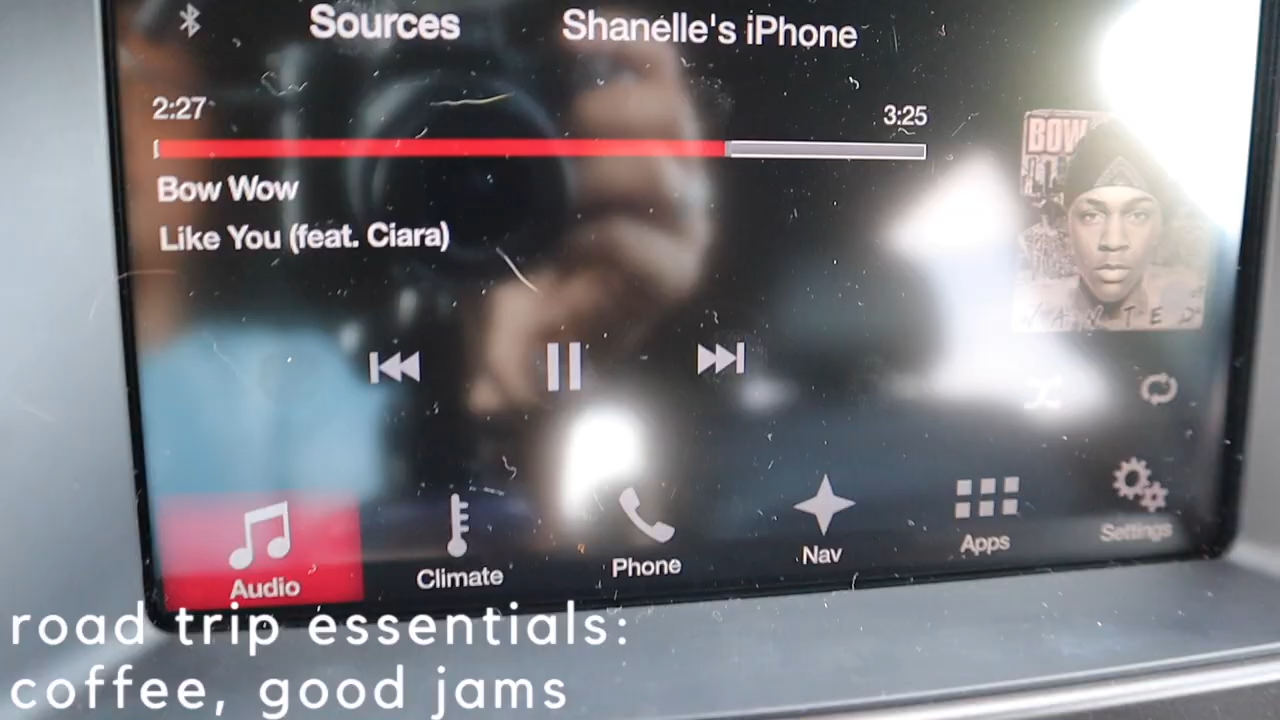 Sources
Shanelle's iPhone
2:27
3:25
Bow Wow
Like You (feat. Ciara)
BOW
WANTED
Audio
Climate
Phone
Nav
Apps
Settings
road trip essentials:
coffee, good jams